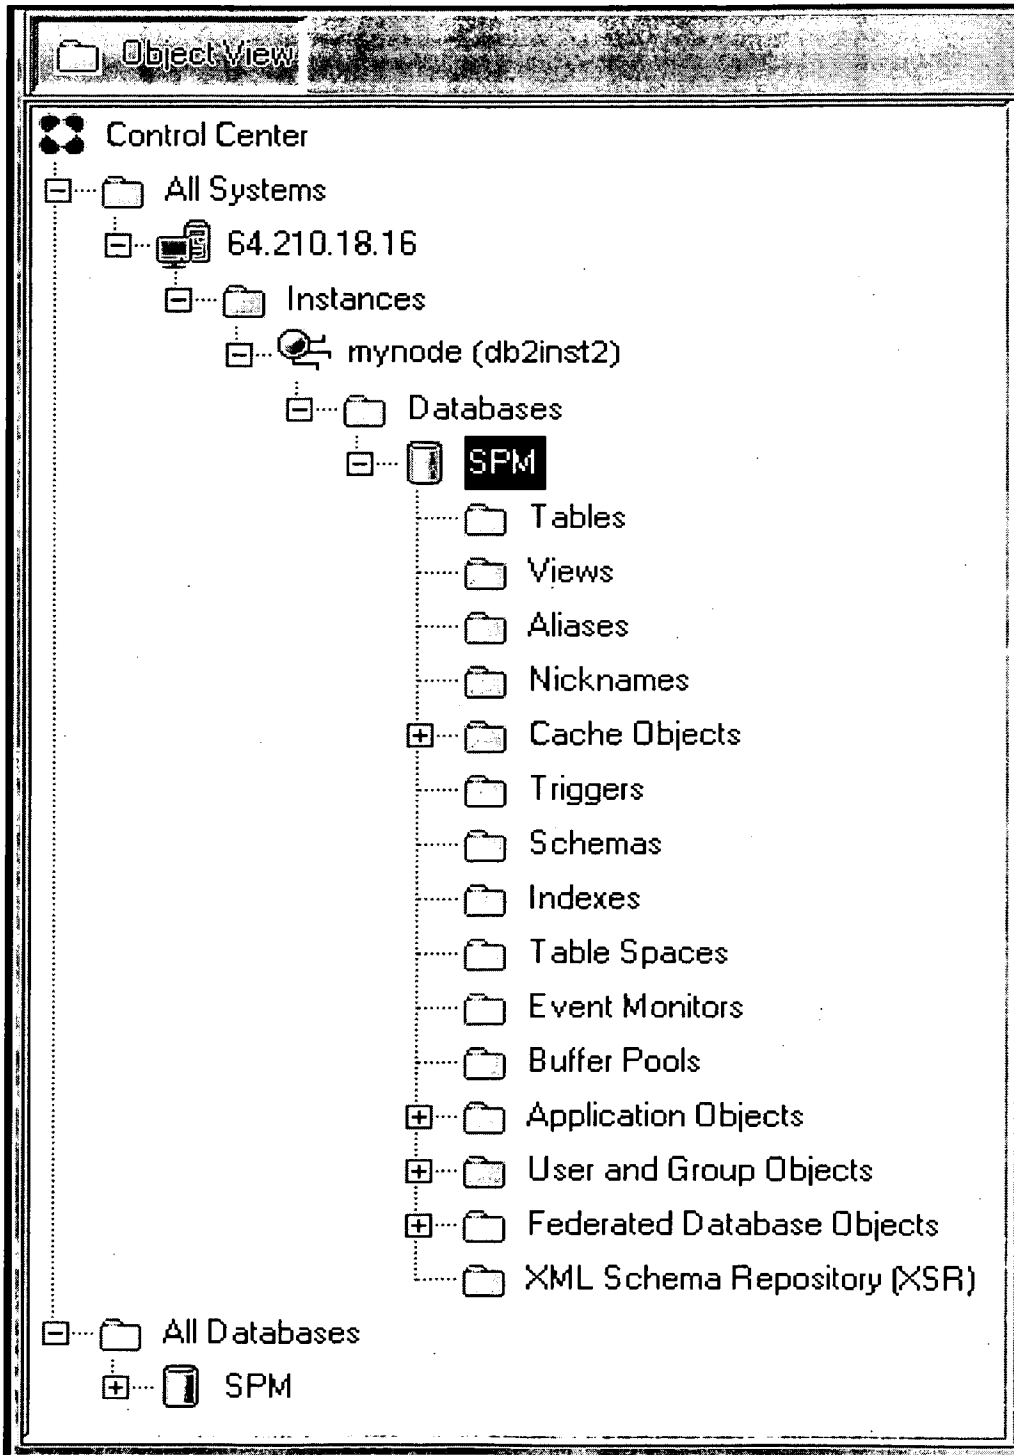 Object View
Control Center
All Systems
64.210.18.16
Instances
mynode (db2inst2)
Databases
SPM
Tables
Views
Aliases
Nicknames
Cache Objects
Triggers
Schemas
Indexes
Table Spaces
Event Monitors
Buffer Pools
Application Objects
User and Group Objects
Federated Database Objects
XML Schema Repository (XSR)
All Databases
SPM